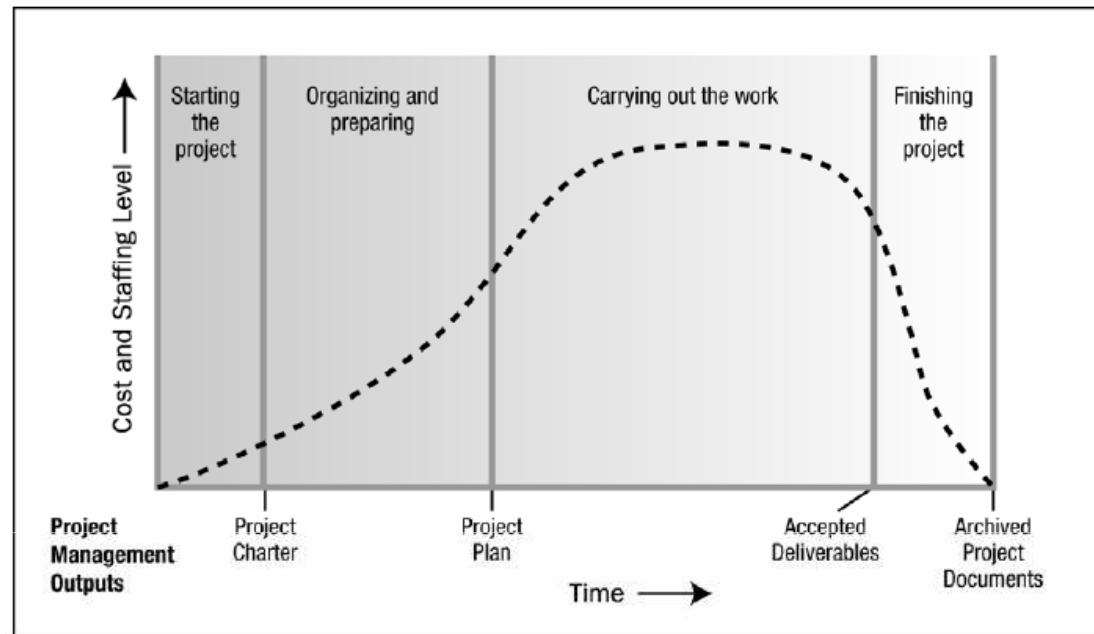 Starting
the
project
Organizing and
preparing
Carrying out the work
Finishing
the
project
Cost and Staffing Level
Project
Management
Outputs
Project
Charter
Project
Plan
Accepted
Deliverables
Archived
Project
Documents
Time